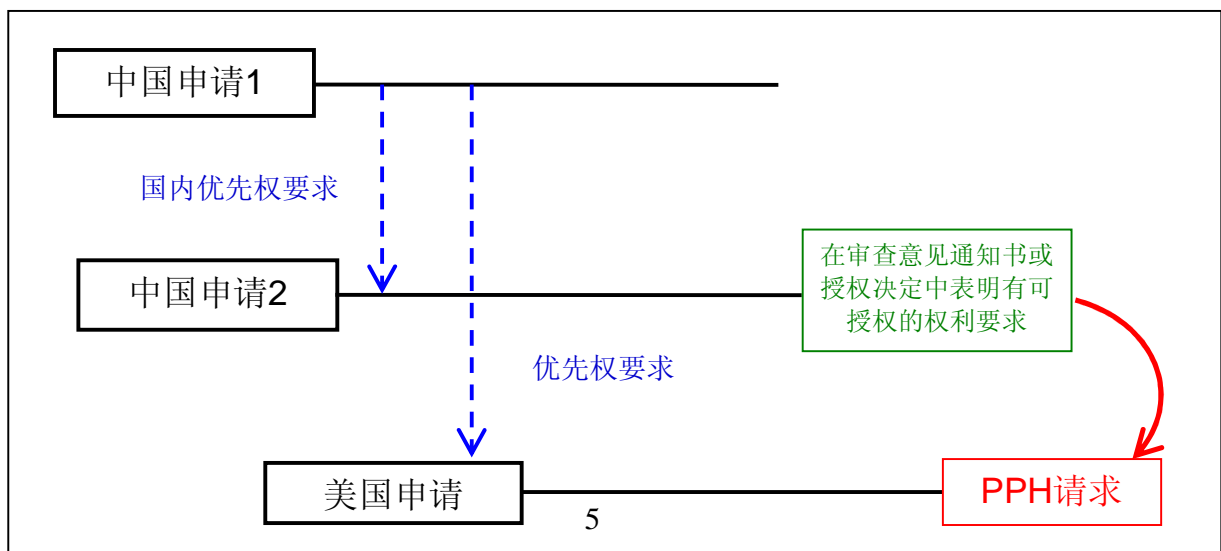 中国申请1
国内优先权要求
中国申请2
在审查意见通知书或
授权决定中表明有可
授权的权利要求
优先权要求
美国申请
PPH请求
5